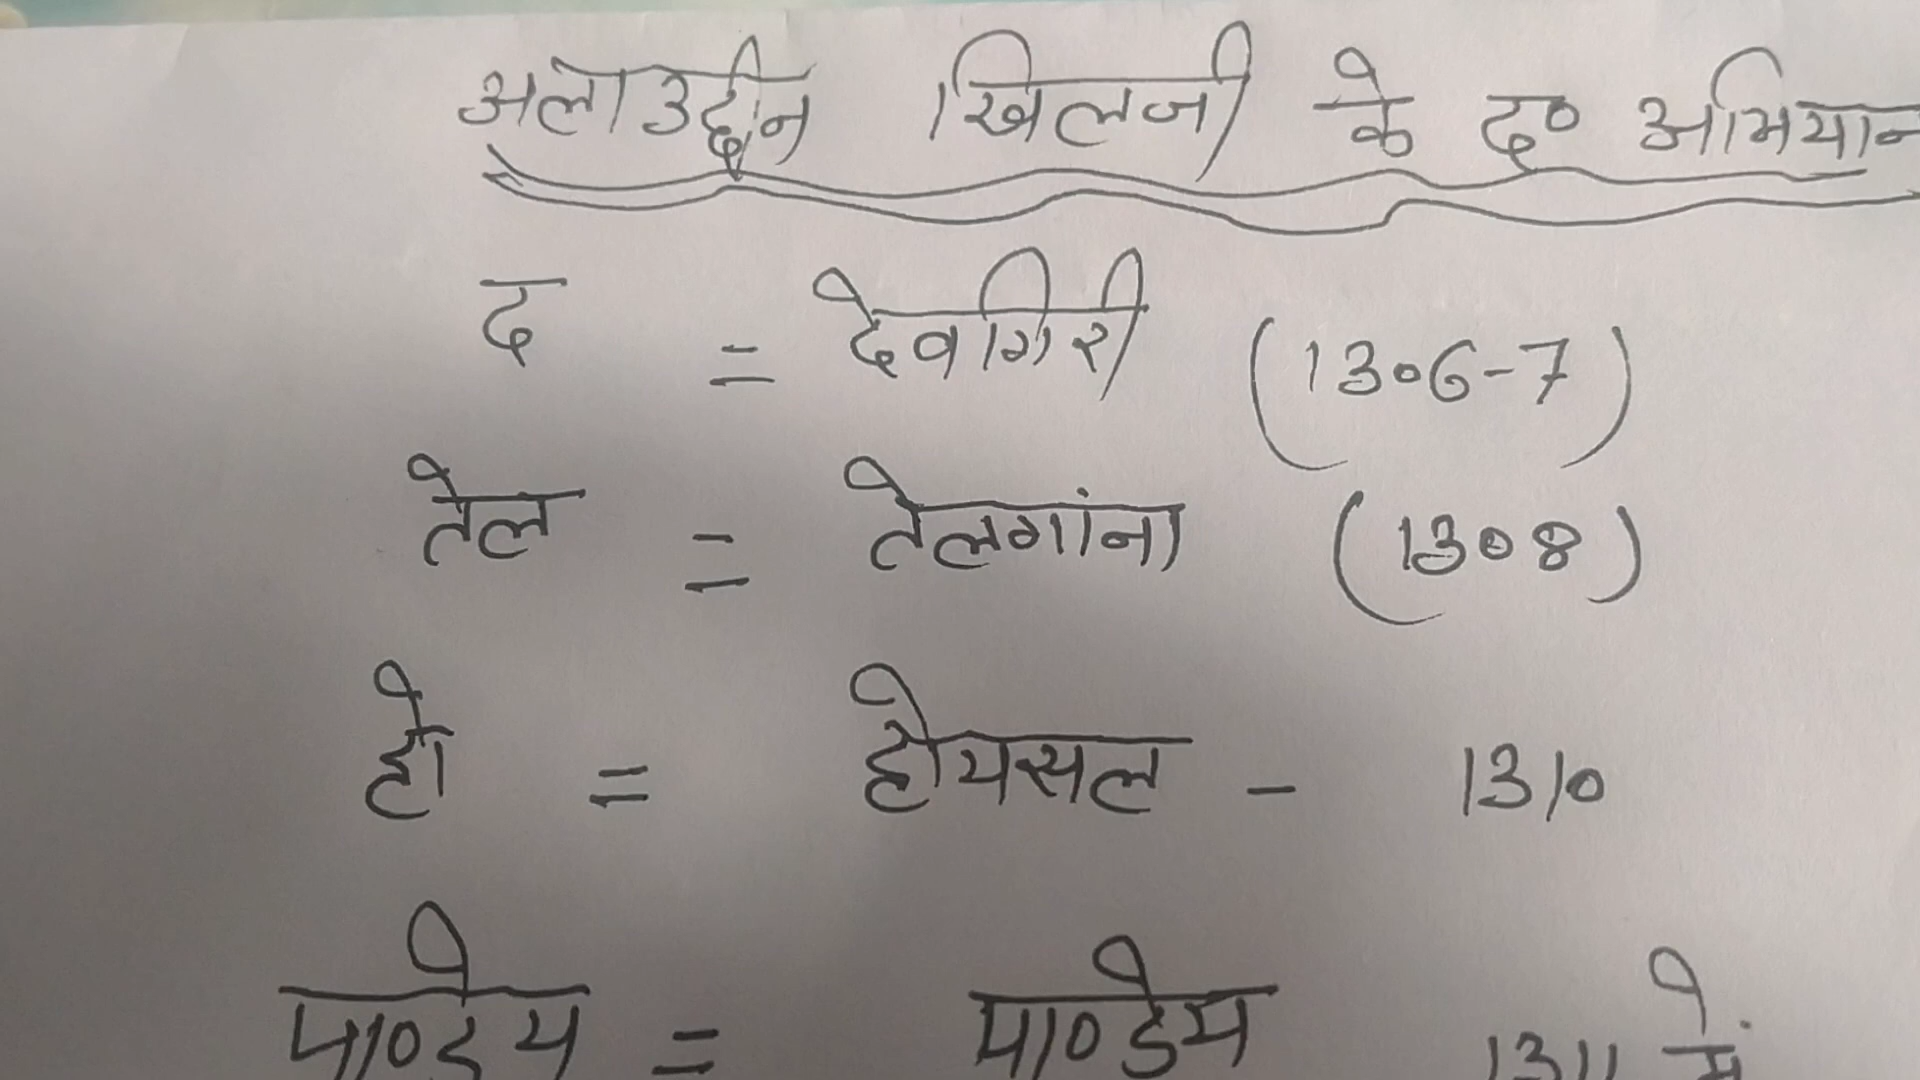 अलाउद्दीन खिलजी के द० अभियान
द = देवगिरी (1306-7)
तेल = तेलगांना (1308)
हो = होयसल - 1310
पाण्डेय = पाण्डेय 1311 में